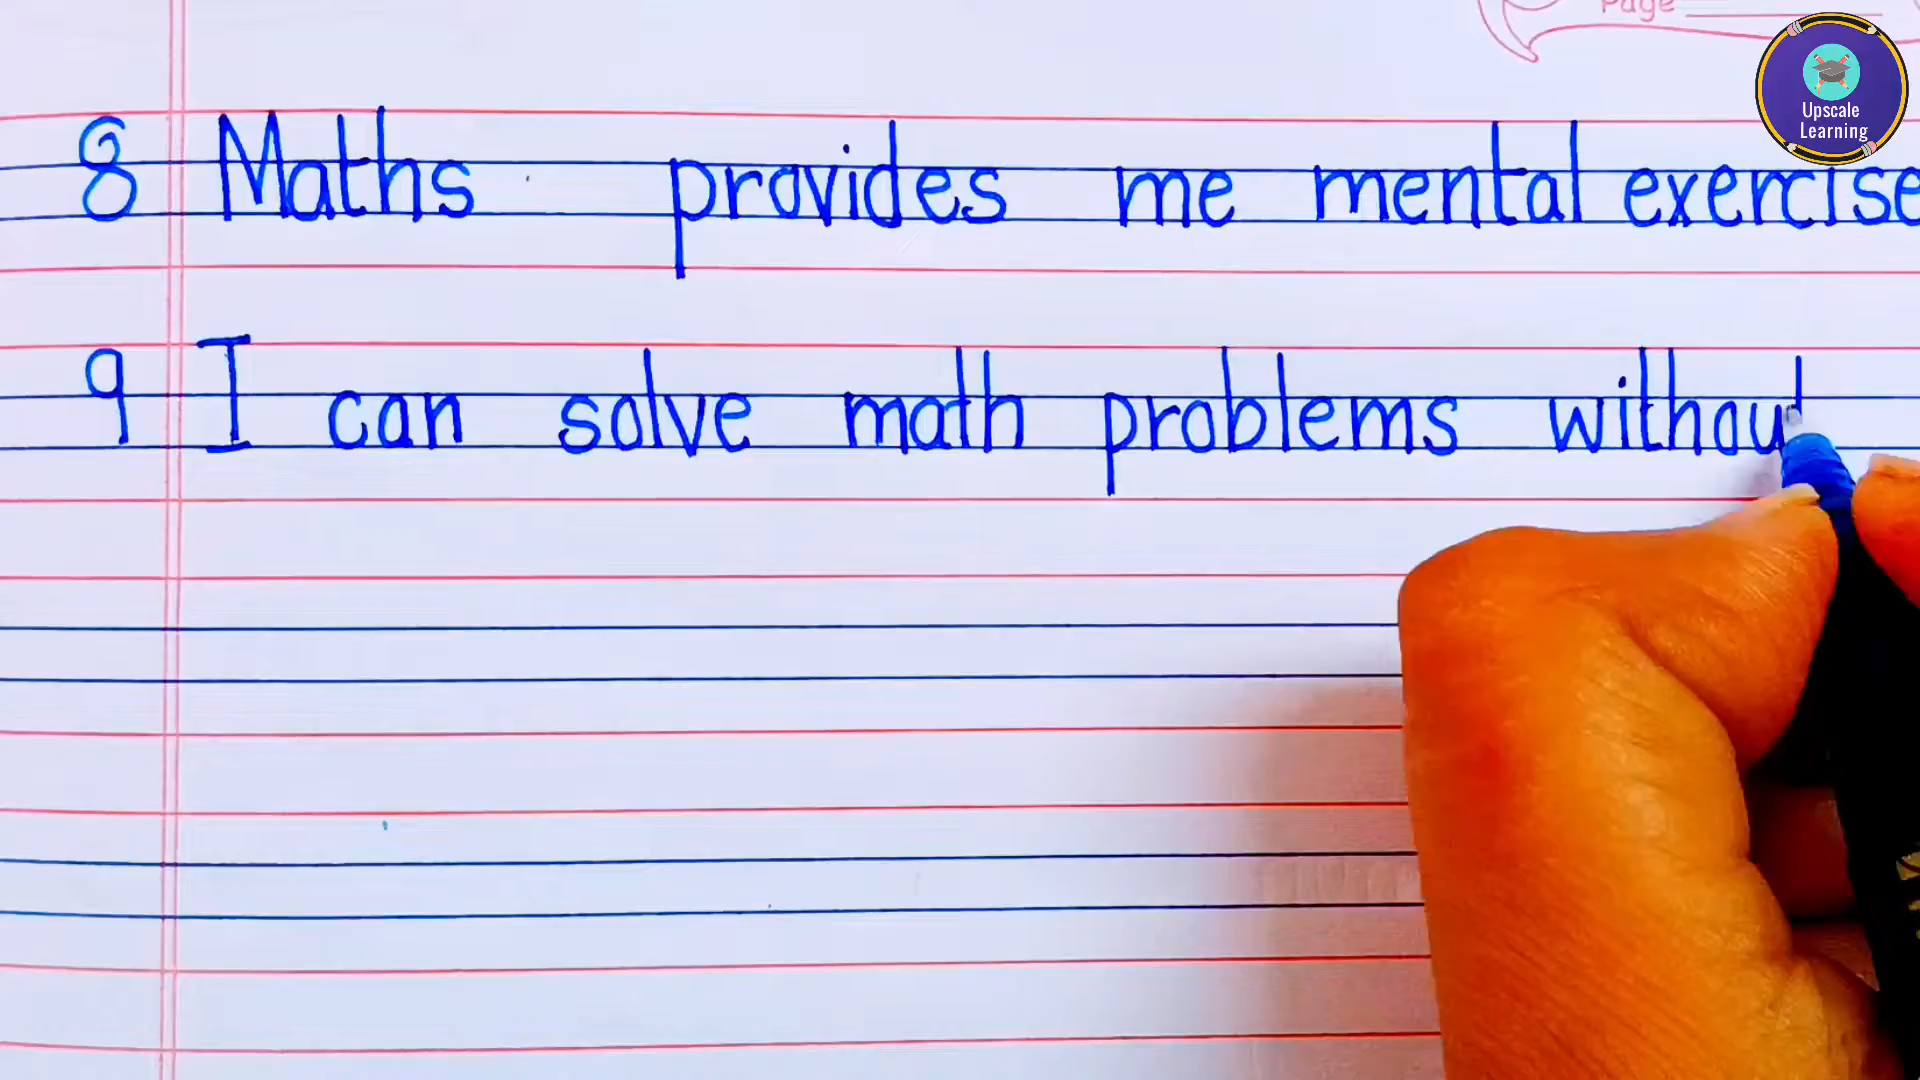 Page
Upscale
Learning
8 Maths provides me mental exercise
9 I can solve math problems without